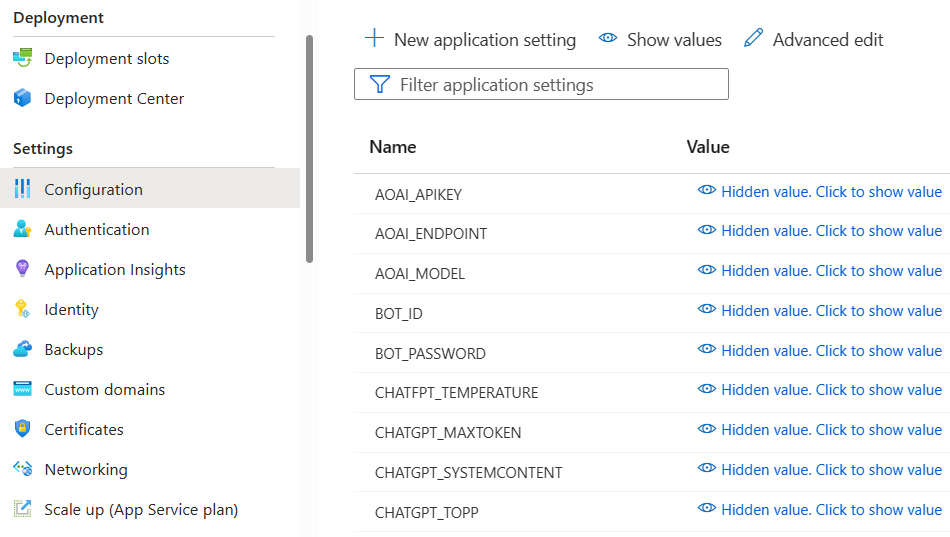 Deployment
Deployment slots
Deployment Center
Settings
Configuration
Authentication
Application Insights
Identity
Backups
Custom domains
Certificates
Networking
Scale up (App Service plan)
New application setting Show values Advanced edit
Filter application settings
Name Value
AOAI_APIKEY Hidden value. Click to show value
AOAI_ENDPOINT Hidden value. Click to show value
AOAI_MODEL Hidden value. Click to show value
BOT_ID Hidden value. Click to show value
BOT_PASSWORD Hidden value. Click to show value
CHATFPT_TEMPERATURE Hidden value. Click to show value
CHATGPT_MAXTOKEN Hidden value. Click to show value
CHATGPT_SYSTEMCONTENT Hidden value. Click to show value
CHATGPT_TOPP Hidden value. Click to show value